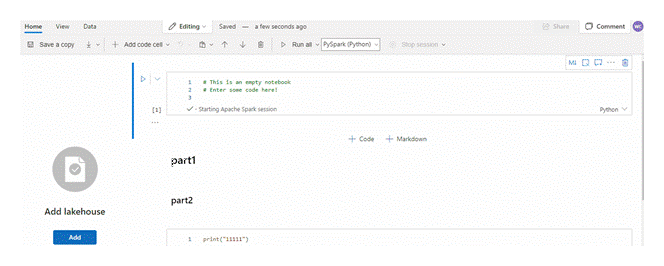 Home View Data Editing Saved — a few seconds ago Share Comment WC
Save a copy Add code cell Run all PySpark (Python) Stop session
M↓
1 # This is an empty notebook
2 # Enter some code here!
3
[1] - Starting Apache Spark session Python
+ Code + Markdown
part1
part2
Add lakehouse
Add
1 print("11111")